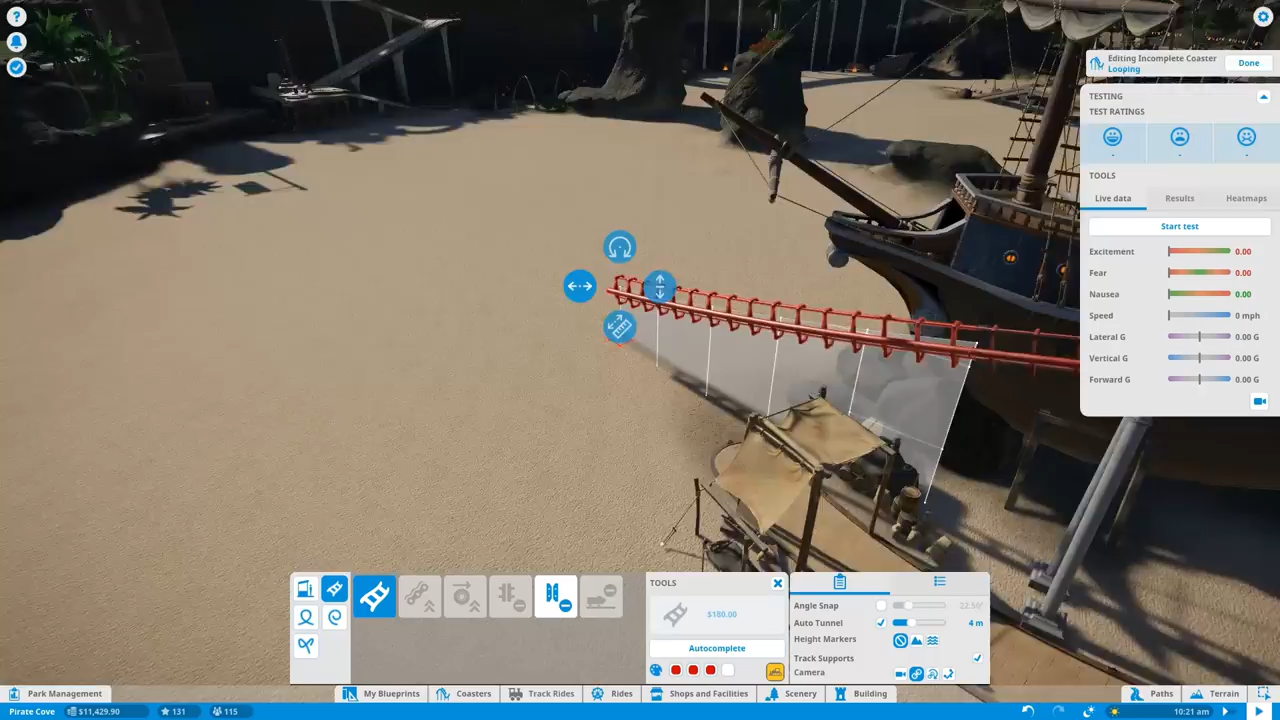 ?
Editing Incomplete Coaster
Looping
Done
TESTING
TEST RATINGS
- - -
TOOLS
Live data Results Heatmaps
Start test
Excitement 0.00
Fear 0.00
Nausea 0.00
Speed 0 mph
Lateral G 0.00 G
Vertical G 0.00 G
Forward G 0.00 G
TOOLS
$180.00
Autocomplete
Angle Snap 22.50°
Auto Tunnel 4 m
Height Markers
Track Supports
Camera
Park Management My Blueprints Coasters Track Rides Rides Shops and Facilities Scenery Building Paths Terrain
Pirate Cove $11,429.90 131 115 10:21 am